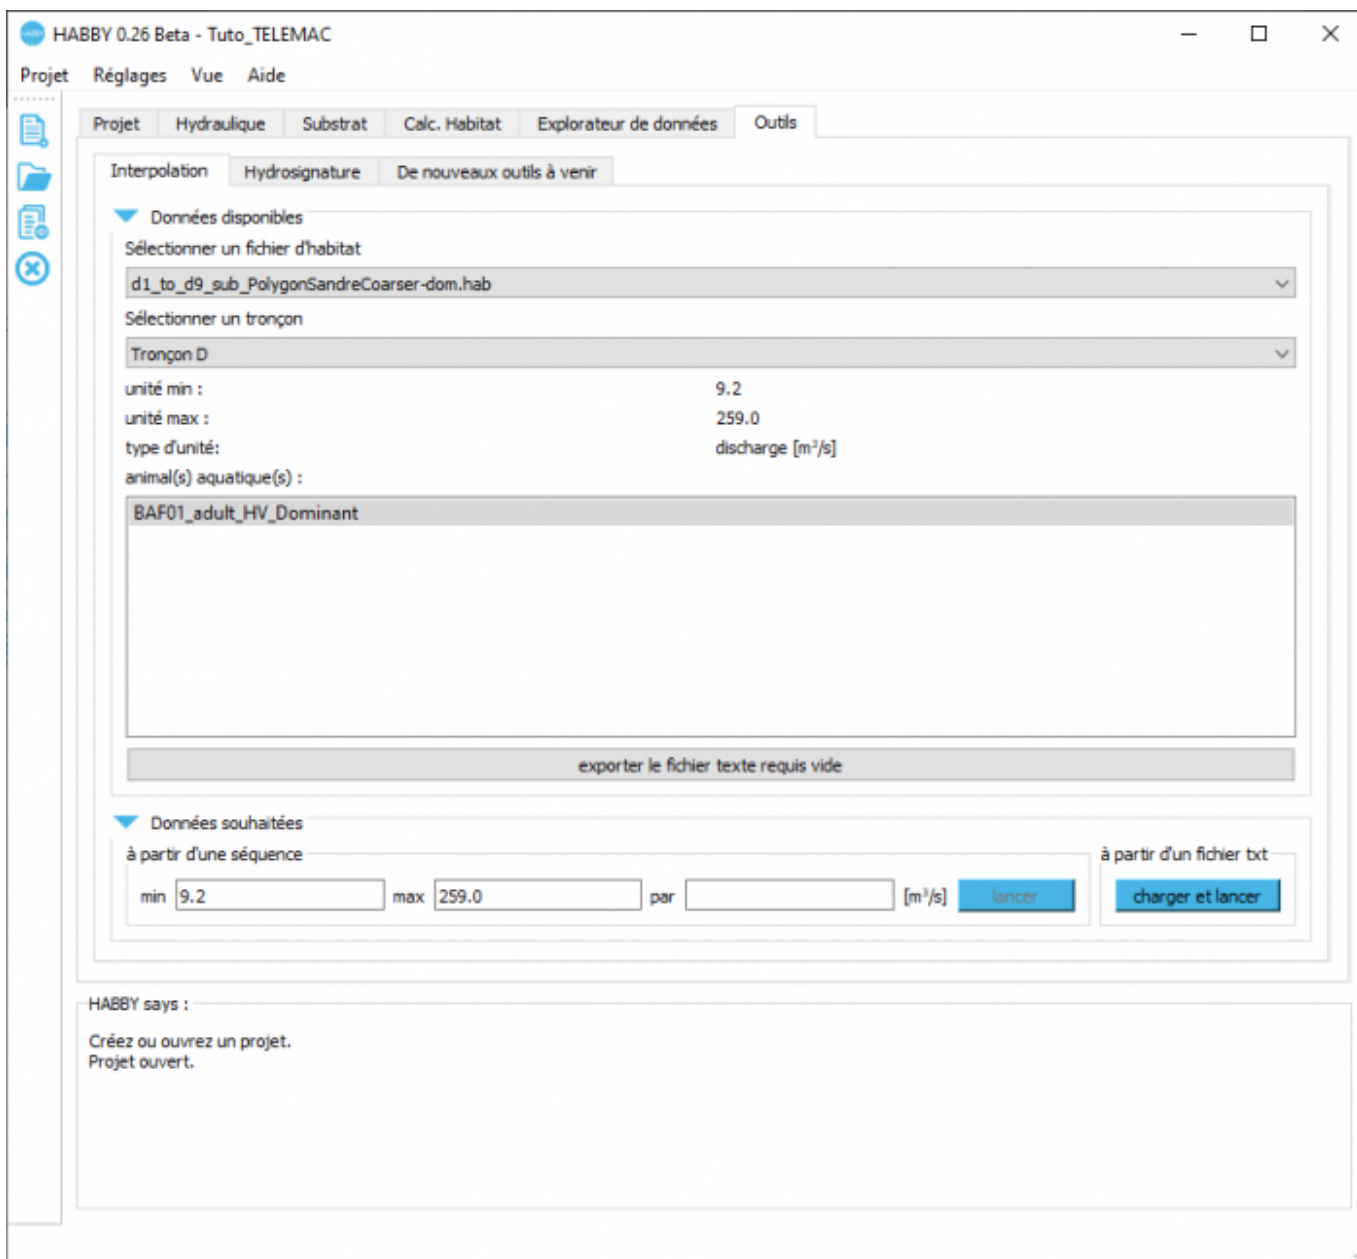 HABBY 0.26 Beta - Tuto_TELEMAC
Projet Réglages Vue Aide
Projet Hydraulique Substrat Calc. Habitat Explorateur de données Outils
Interpolation Hydrosignature De nouveaux outils à venir
Données disponibles
Sélectionner un fichier d'habitat
d1_to_d9_sub_PolygonSandreCoarser-dom.hab
Sélectionner un tronçon
Tronçon D
unité min : 9.2
unité max : 259.0
type d'unité: discharge [m³/s]
animal(s) aquatique(s) :
BAF01_adult_HV_Dominant
exporter le fichier texte requis vide
Données souhaitées
à partir d'une séquence à partir d'un fichier txt
min 9.2 max 259.0 par [m³/s] lancer charger et lancer
HABBY says :
Créez ou ouvrez un projet.
Projet ouvert.